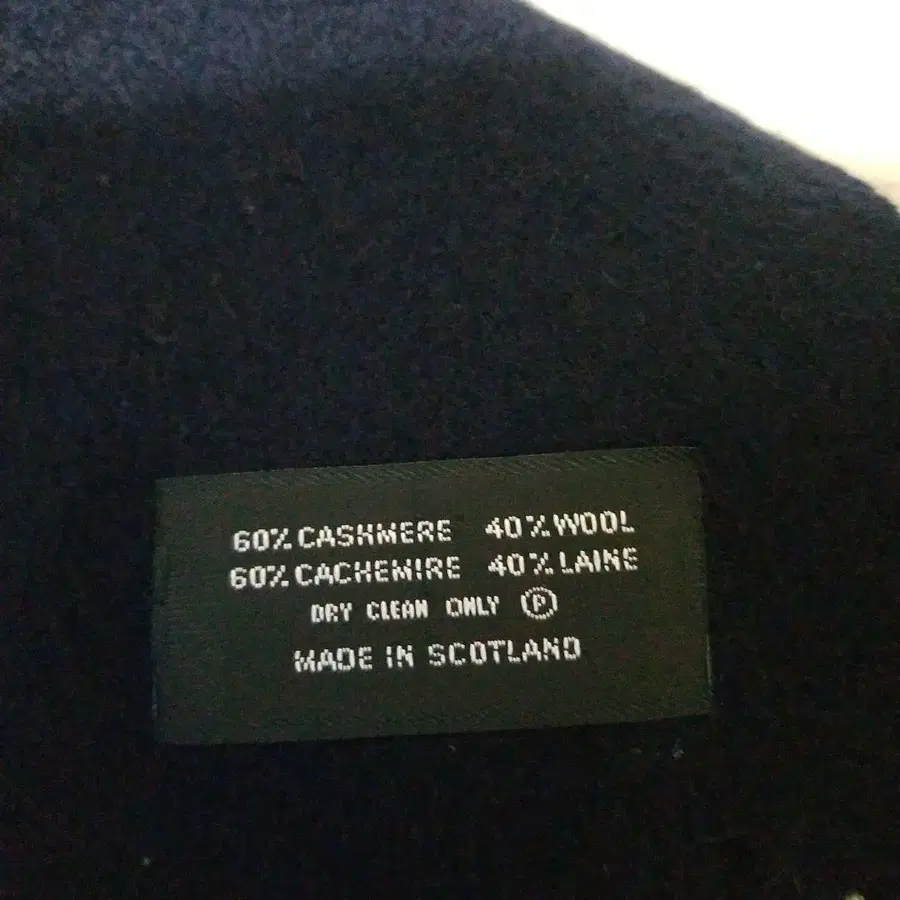 60% CASHMERE 40% WOOL
60% CACHEMIRE 40% LAINE
DRY CLEAN ONLY Ⓟ
MADE IN SCOTLAND